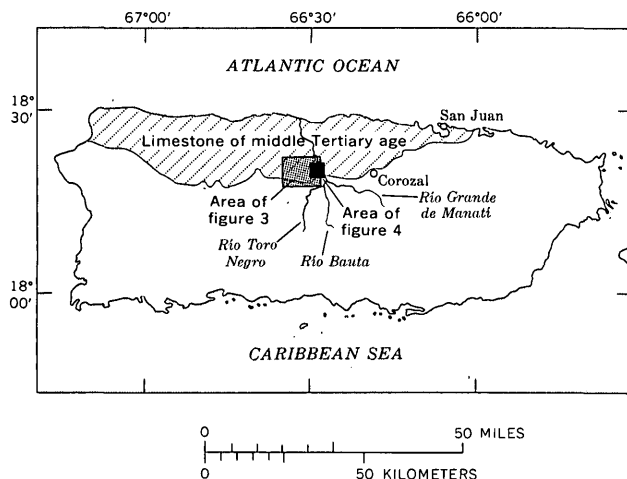 67°00′
66°30′
66°00′
ATLANTIC OCEAN
18°
30′
San Juan
Limestone of middle Tertiary age
Corozal
Area of
figure 3
Area of
figure 4
Río Grande
de Manatí
Río Toro
Negro
Río Bauta
18°
00′
CARIBBEAN SEA
0
50 MILES
0
50 KILOMETERS